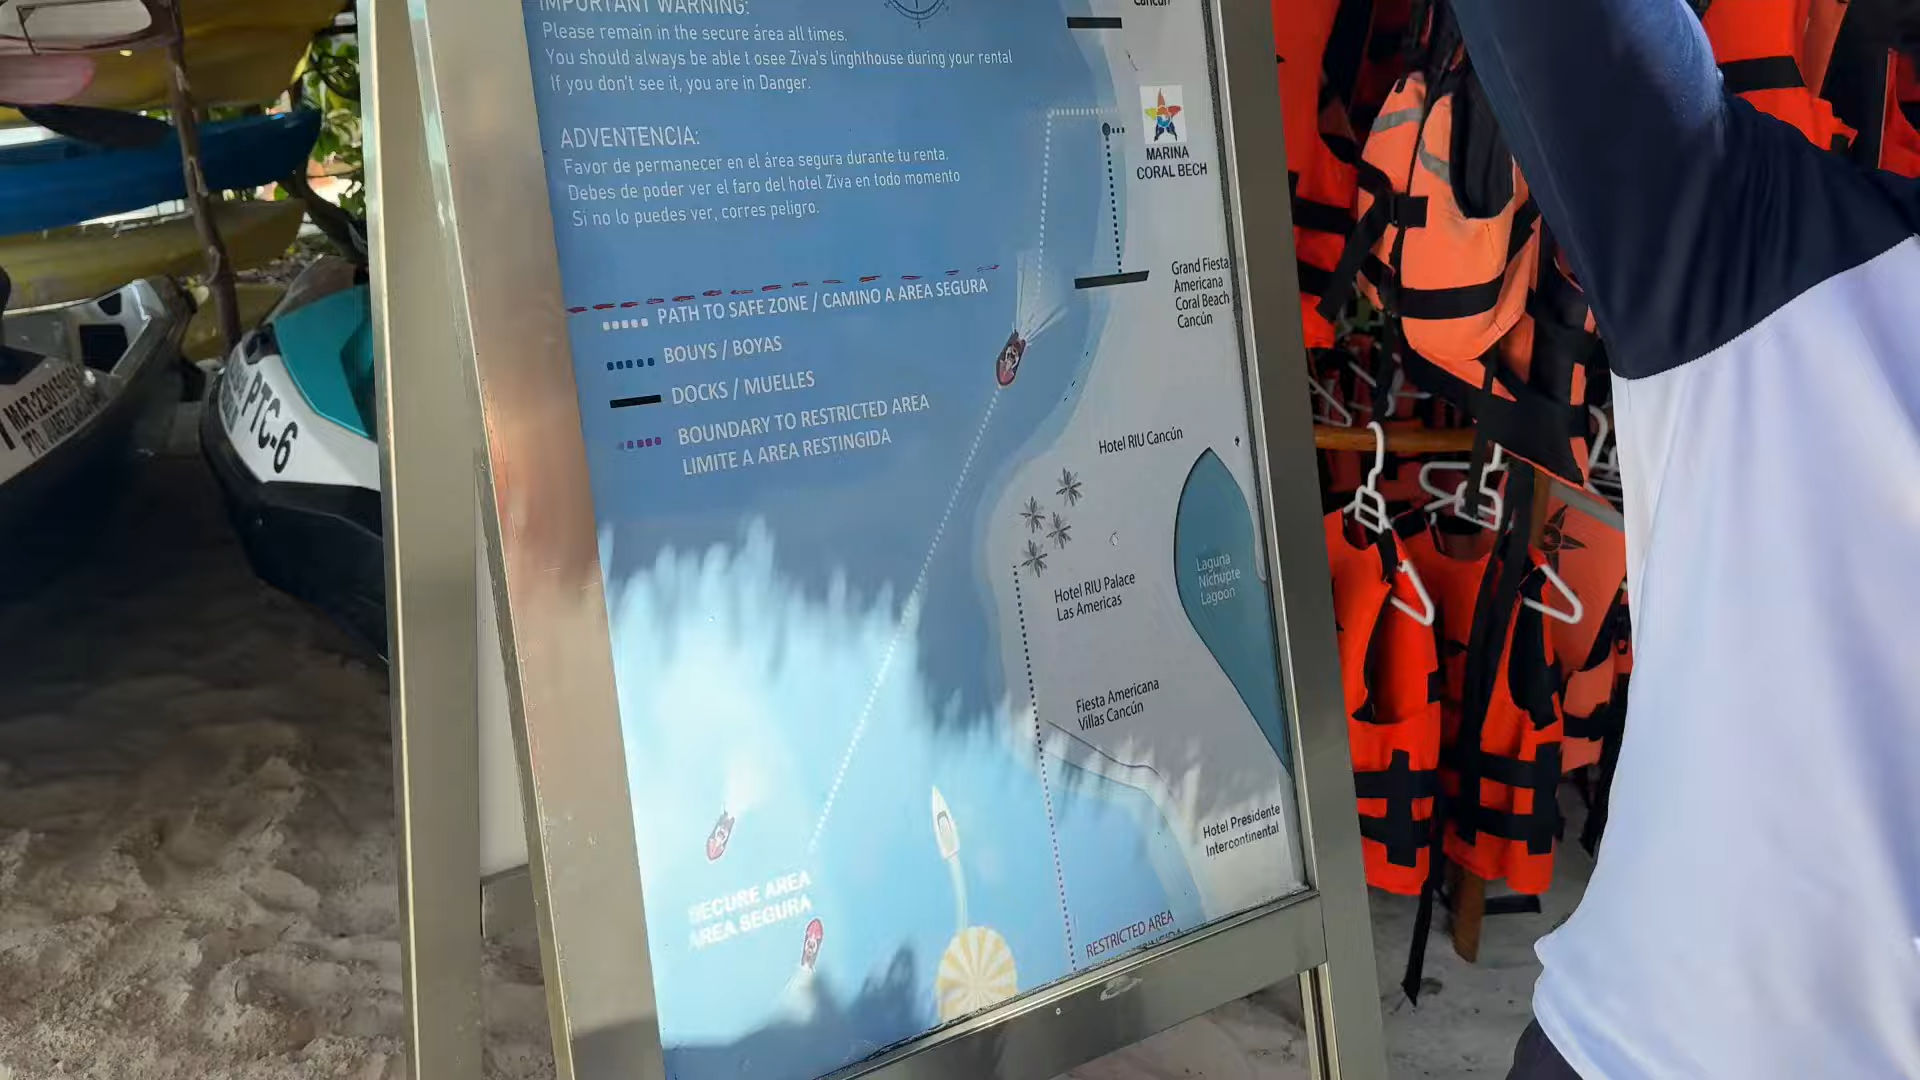 IMPORTANT WARNING:
Please remain in the secure área all times.
You should always be able t osee Ziva's linghthouse during your rental
If you don't see it, you are in Danger.
ADVENTENCIA:
Favor de permanecer en el área segura durante tu renta.
Debes de poder ver el faro del hotel Ziva en todo momento
Si no lo puedes ver, corres peligro.
PATH TO SAFE ZONE / CAMINO A AREA SEGURA
BOUYS / BOYAS
DOCKS / MUELLES
BOUNDARY TO RESTRICTED AREA
LIMITE A AREA RESTINGIDA
Cancún
MARINA
CORAL BECH
Grand Fiesta
Americana
Coral Beach
Cancún
Hotel RIU Cancún
Laguna
Nichupte
Lagoon
Hotel RIU Palace
Las Americas
Fiesta Americana
Villas Cancún
Hotel Presidente
Intercontinental
SECURE AREA
AREA SEGURA
RESTRICTED AREA
PTC-6